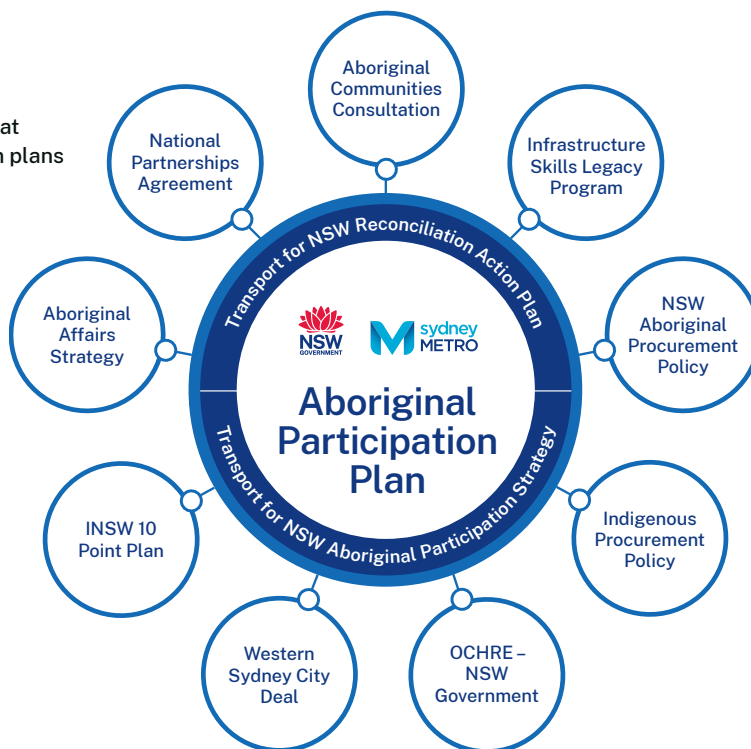 at
plans
Aboriginal
Communities
Consultation
National
Partnerships
Agreement
Infrastructure
Skills Legacy
Program
Aboriginal
Affairs
Strategy
NSW
Aboriginal
Procurement
Policy
Transport for NSW Reconciliation Action Plan
NSW
GOVERNMENT
sydney
METRO
Aboriginal
Participation
Plan
Transport for NSW Aboriginal Participation Strategy
INSW 10
Point Plan
Indigenous
Procurement
Policy
Western
Sydney City
Deal
OCHRE –
NSW
Government